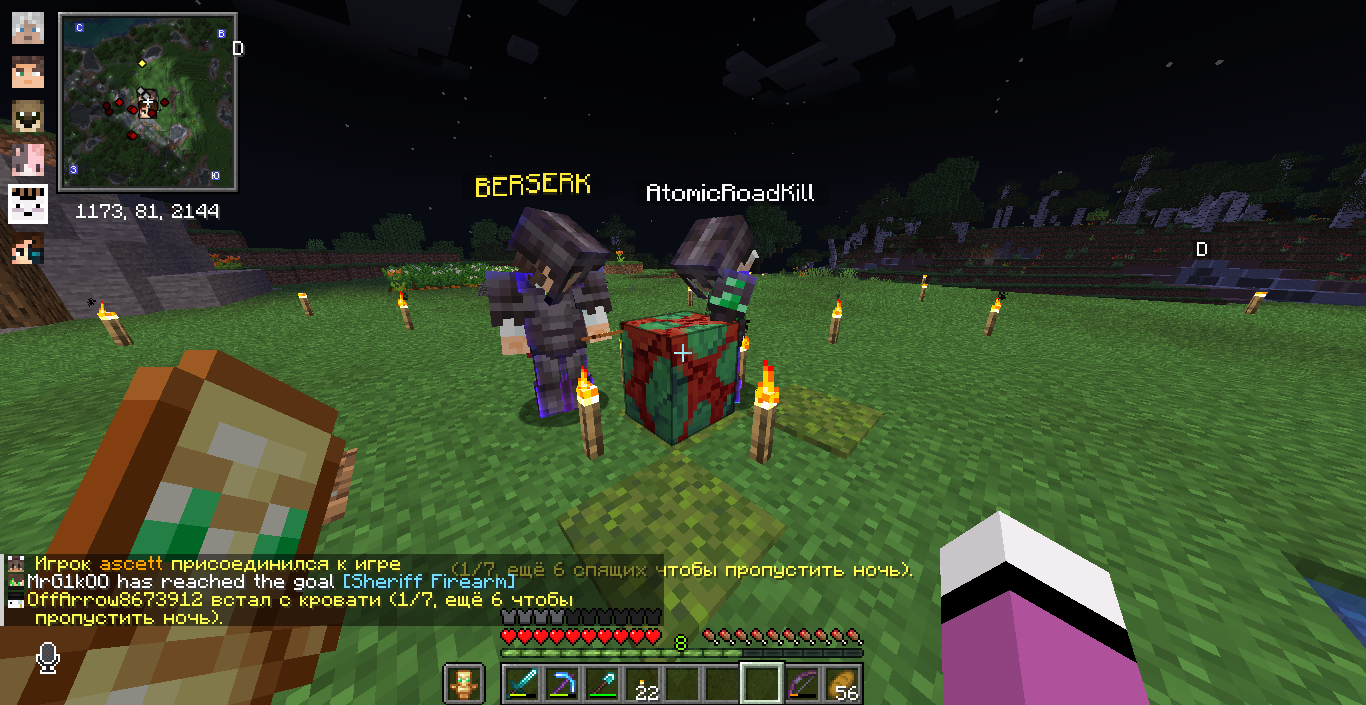 С
В
D
З
Ю
1173, 81, 2144
BERSERK
AtomicRoadKill
D
Игрок ascett присоединился к игре
(1/7, ещё 6 спящих чтобы пропустить ночь).
MrG1k00 has reached the goal [Sheriff Firearm]
OffArrow8673912 встал с кровати (1/7, ещё 6 чтобы
пропустить ночь).
8
22
56